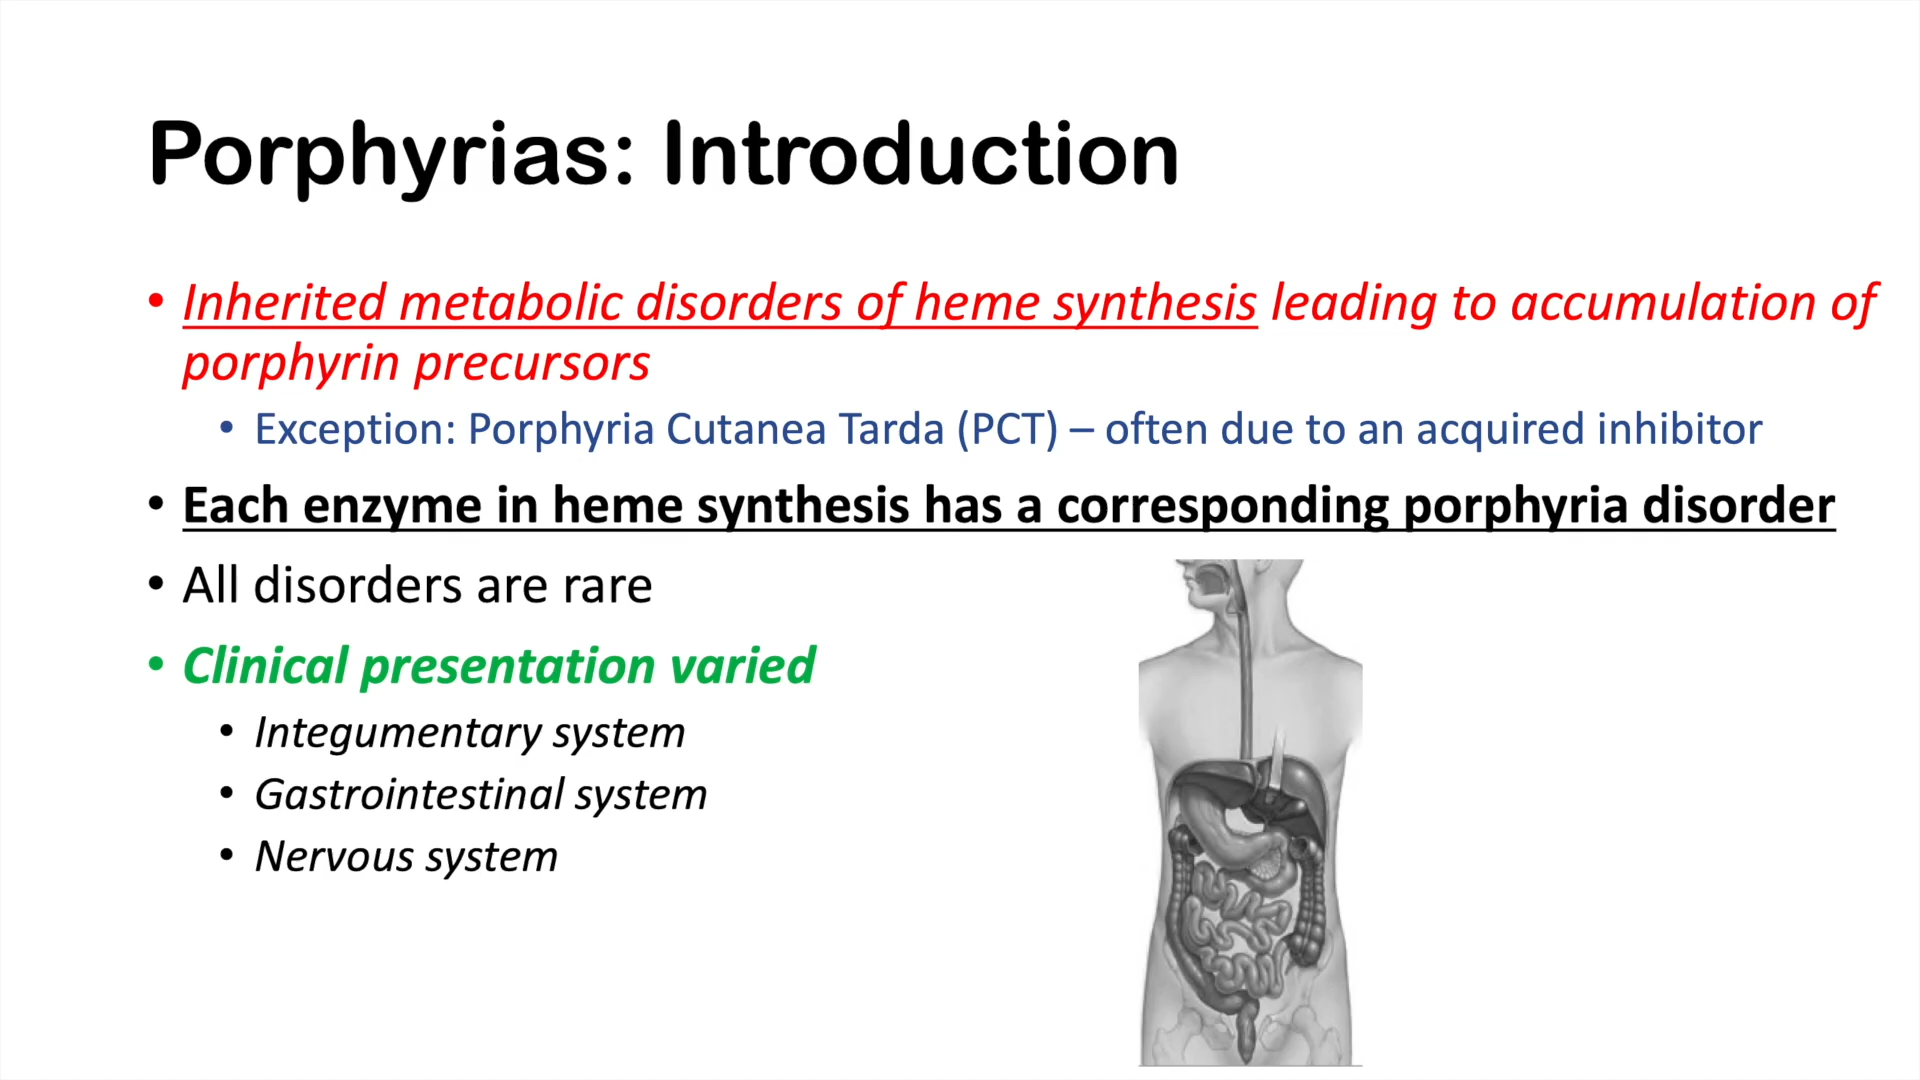 Porphyrias: Introduction
• Inherited metabolic disorders of heme synthesis leading to accumulation of
porphyrin precursors
• Exception: Porphyria Cutanea Tarda (PCT) – often due to an acquired inhibitor
• Each enzyme in heme synthesis has a corresponding porphyria disorder
• All disorders are rare
• Clinical presentation varied
• Integumentary system
• Gastrointestinal system
• Nervous system